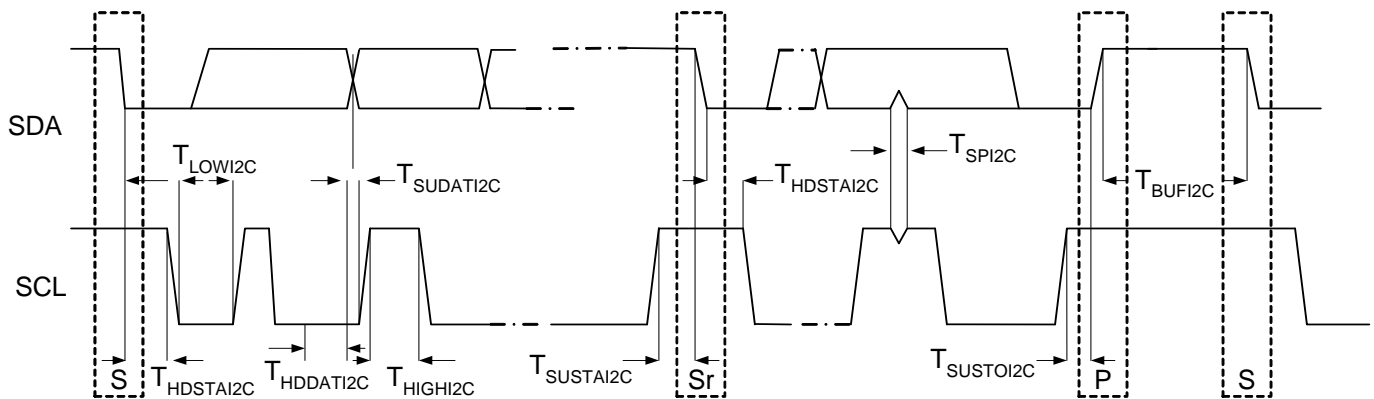 SDA
T_LOWI2C
T_SUDATI2C
T_HDSTAI2C
T_SPI2C
T_BUFI2C
SCL
S
T_HDSTAI2C
T_HDDATI2C
T_HIGHI2C
T_SUSTAI2C
Sr
T_SUSTOI2C
P
S